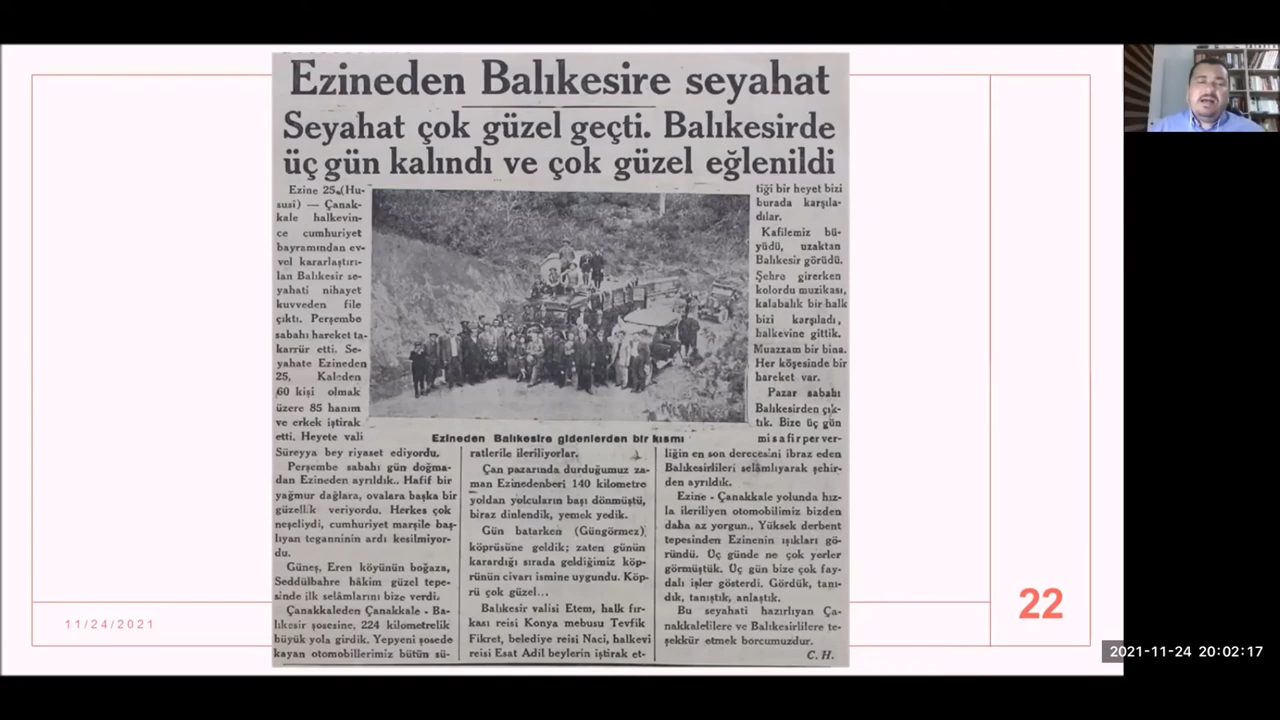 Ezineden Balıkesire seyahat
Seyahat çok güzel geçti. Balıkesirde
üç gün kalındı ve çok güzel eğlenildi
Ezine 25 (Hu-
susi) — Çanak-
kale halkevin-
ce cumhuriyet
bayramından ev-
vel kararlaştırı-
lan Balıkesir se-
yahati nihayet
kuvveden file
çıktı. Perşembe
sabahı hareket ta-
karrür etti. Se-
yahate Ezineden
25, Kaleden
60 kişi olmak
üzere 85 hanım
ve erkek iştirak
etti. Heyete vali
Süreyya bey riyaset ediyordu.
Perşembe sabahı gün doğma-
dan Ezineden ayrıldık.. Hafif bir
yağmur dağlara, ovalara başka bir
güzellik veriyordu. Herkes çok
neşeliydi, cumhuriyet marşile baş-
lıyan teganninin ardı kesilmiyor-
du.
Güneş, Eren köyünün boğaza,
Seddülbahre hâkim güzel tepe-
sinde ilk selâmlarını bize verdi.
Çanakkaleden Çanakkale - Ba-
lıkesir şosesine, 224 kilometrelik
büyük yola girdik. Yepyeni şosede
kayan otomobillerimiz bütün sü-
Ezineden Balıkesire gidenlerden bir kısmı
ratlerile ileriliyorlar.
Çan pazarında durduğumuz za-
man Ezinedenberi 140 kilometre
yoldan yolcuların başı dönmüştü,
biraz dinlendik, yemek yedik.
Gün batarken (Güngörmez)
köprüsüne geldik; zaten günün
karardığı sırada geldiğimiz köp-
rünün civarı ismine uygundu. Köp-
rü çok güzel...
Balıkesir valisi Etem, halk fır-
kası reisi Konya mebusu Tevfik
Fikret, belediye reisi Naci, halkevi
reisi Esat Adil beylerin iştirak et-
tiği bir heyet bizi
burada karşıla-
dılar.
Kafilemiz bü-
yüdü, uzaktan
Balıkesir görüdü.
Şehre girerken
kolordu muzikası,
kalabalık bir halk
bizi karşıladı,
halkevine gittik.
Muazzam bir bina.
Her köşesinde bir
hareket var.
Pazar sabahı
Balıkesirden çık-
tık. Bize üç gün
misafirperver-
liğin en son derecesini ibraz eden
Balıkesirlileri selâmlıyarak şehir-
den ayrıldık.
Ezine - Çanakkale yolunda hız-
la ileriliyen otomobilimiz bizden
daha az yorgun.. Yüksek derbent
tepesinden Ezinenin ışıkları gö-
ründü. Üç günde ne çok yerler
görmüştük. Üç gün bize çok fay-
dalı işler gösterdi. Gördük, tanı-
dık, tanıştık, anlaştık.
Bu seyahati hazırlıyan Ça-
nakkalelilere ve Balıkesirlilere te-
şekkür etmek borcumuzdur.
C. H.
11/24/2021
22
2021-11-24 20:02:17